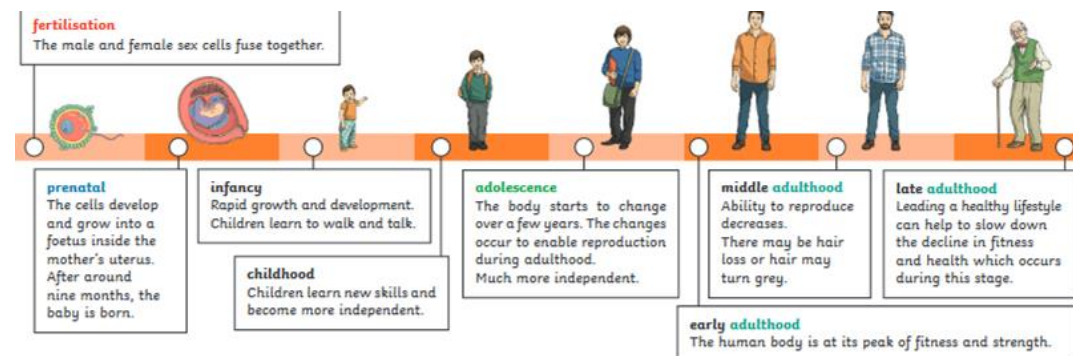 fertilisation
The male and female sex cells fuse together.
prenatal
The cells develop
and grow into a
foetus inside the
mother's uterus.
After around
nine months, the
baby is born.
infancy
Rapid growth and development.
Children learn to walk and talk.
childhood
Children learn new skills and
become more independent.
adolescence
The body starts to change
over a few years. The changes
occur to enable reproduction
during adulthood.
Much more independent.
early adulthood
The human body is at its peak of fitness and strength.
middle adulthood
Ability to reproduce
decreases.
There may be hair
loss or hair may
turn grey.
late adulthood
Leading a healthy lifestyle
can help to slow down
the decline in fitness
and health which occurs
during this stage.